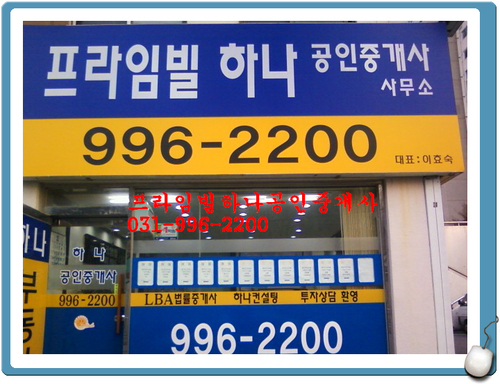 프라임빌 하나 공인중개사
사무소
996-2200
대표:이효숙
프라임빌하나공인중개사
031-996-2200
하나
하 나
공인중개사
996-2200
LBA법률중개사 하나컨설팅 투자상담 환영
996-2200